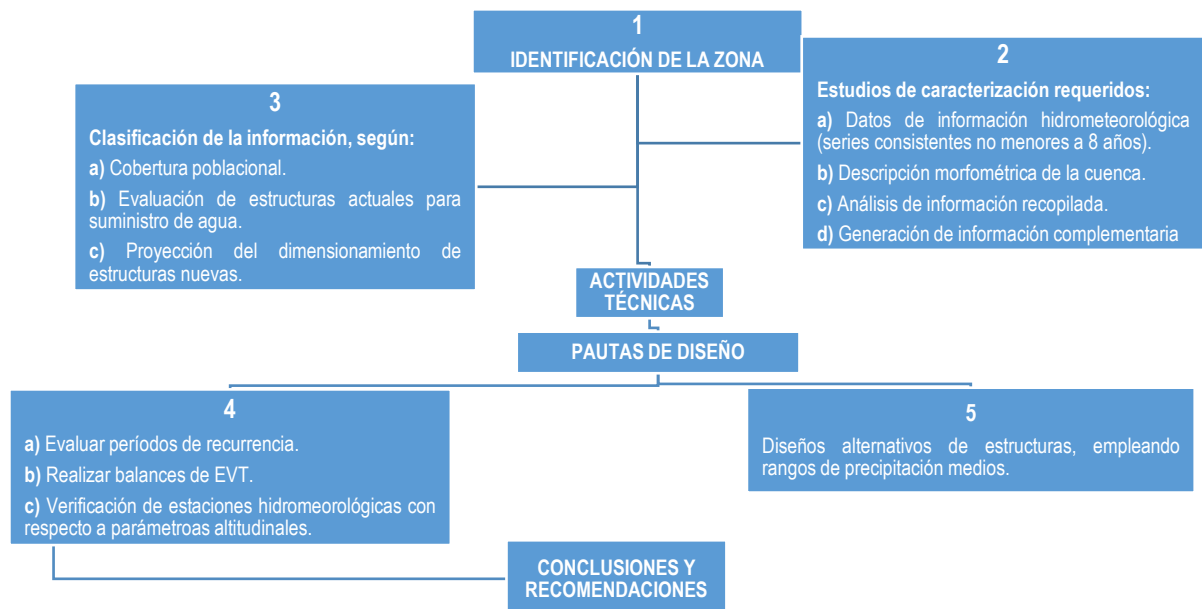 1
IDENTIFICACIÓN DE LA ZONA
2
Estudios de caracterización requeridos:
a) Datos de información hidrometeorológica
(series consistentes no menores a 8 años).
b) Descripción morfométrica de la cuenca.
c) Análisis de información recopilada.
d) Generación de información complementaria
3
Clasificación de la información, según:
a) Cobertura poblacional.
b) Evaluación de estructuras actuales para
suministro de agua.
c) Proyección del dimensionamiento de
estructuras nuevas.
ACTIVIDADES
TÉCNICAS
PAUTAS DE DISEÑO
4
a) Evaluar períodos de recurrencia.
b) Realizar balances de EVT.
c) Verificación de estaciones hidromeorológicas con
respecto a parámetroas altitudinales.
5
Diseños alternativos de estructuras, empleando
rangos de precipitación medios.
CONCLUSIONES Y
RECOMENDACIONES